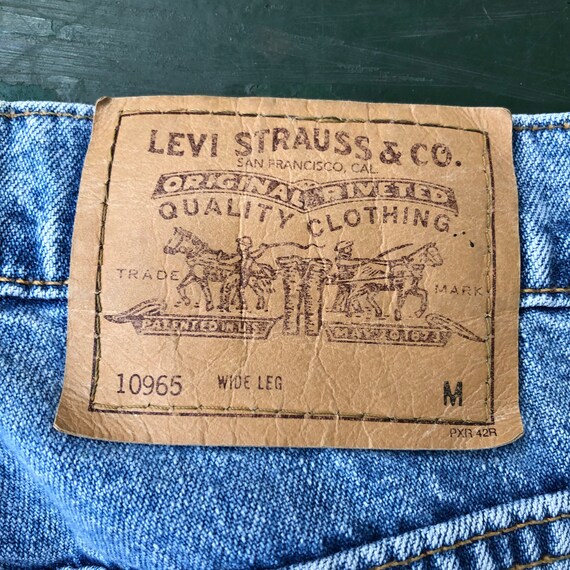 LEVI STRAUSS & CO.
SAN FRANCISCO, CAL
ORIGINAL RIVETED
QUALITY CLOTHING
TRADE MARK
PATENTED IN U.S. MAY 20 1873
10965 WIDE LEG M
PXR 42R